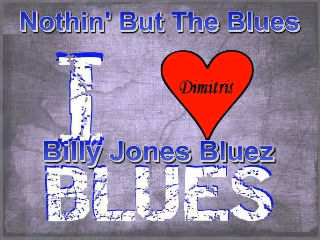 Nothin' But The Blues
I
Dimitris
Billy Jones Bluez
BLUES